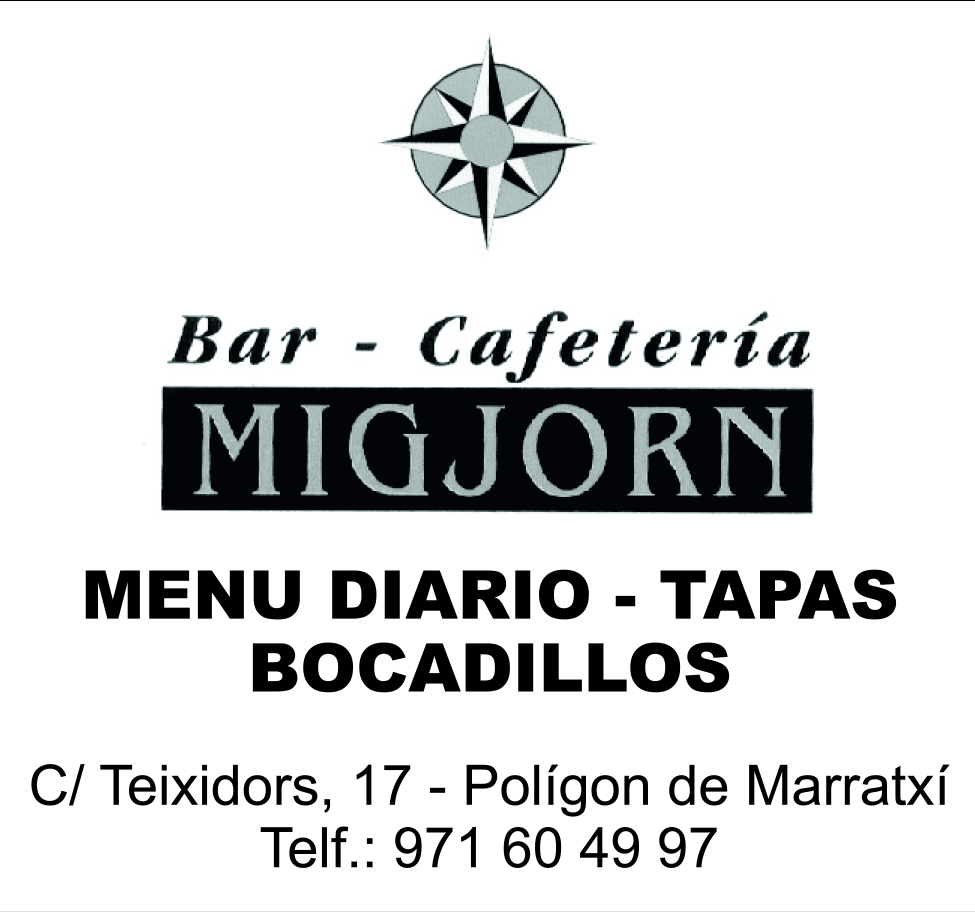 Bar - Cafetería
MIGJORN
MENU DIARIO - TAPAS
BOCADILLOS
C/ Teixidors, 17 - Polígon de Marratxí
Telf.: 971 60 49 97